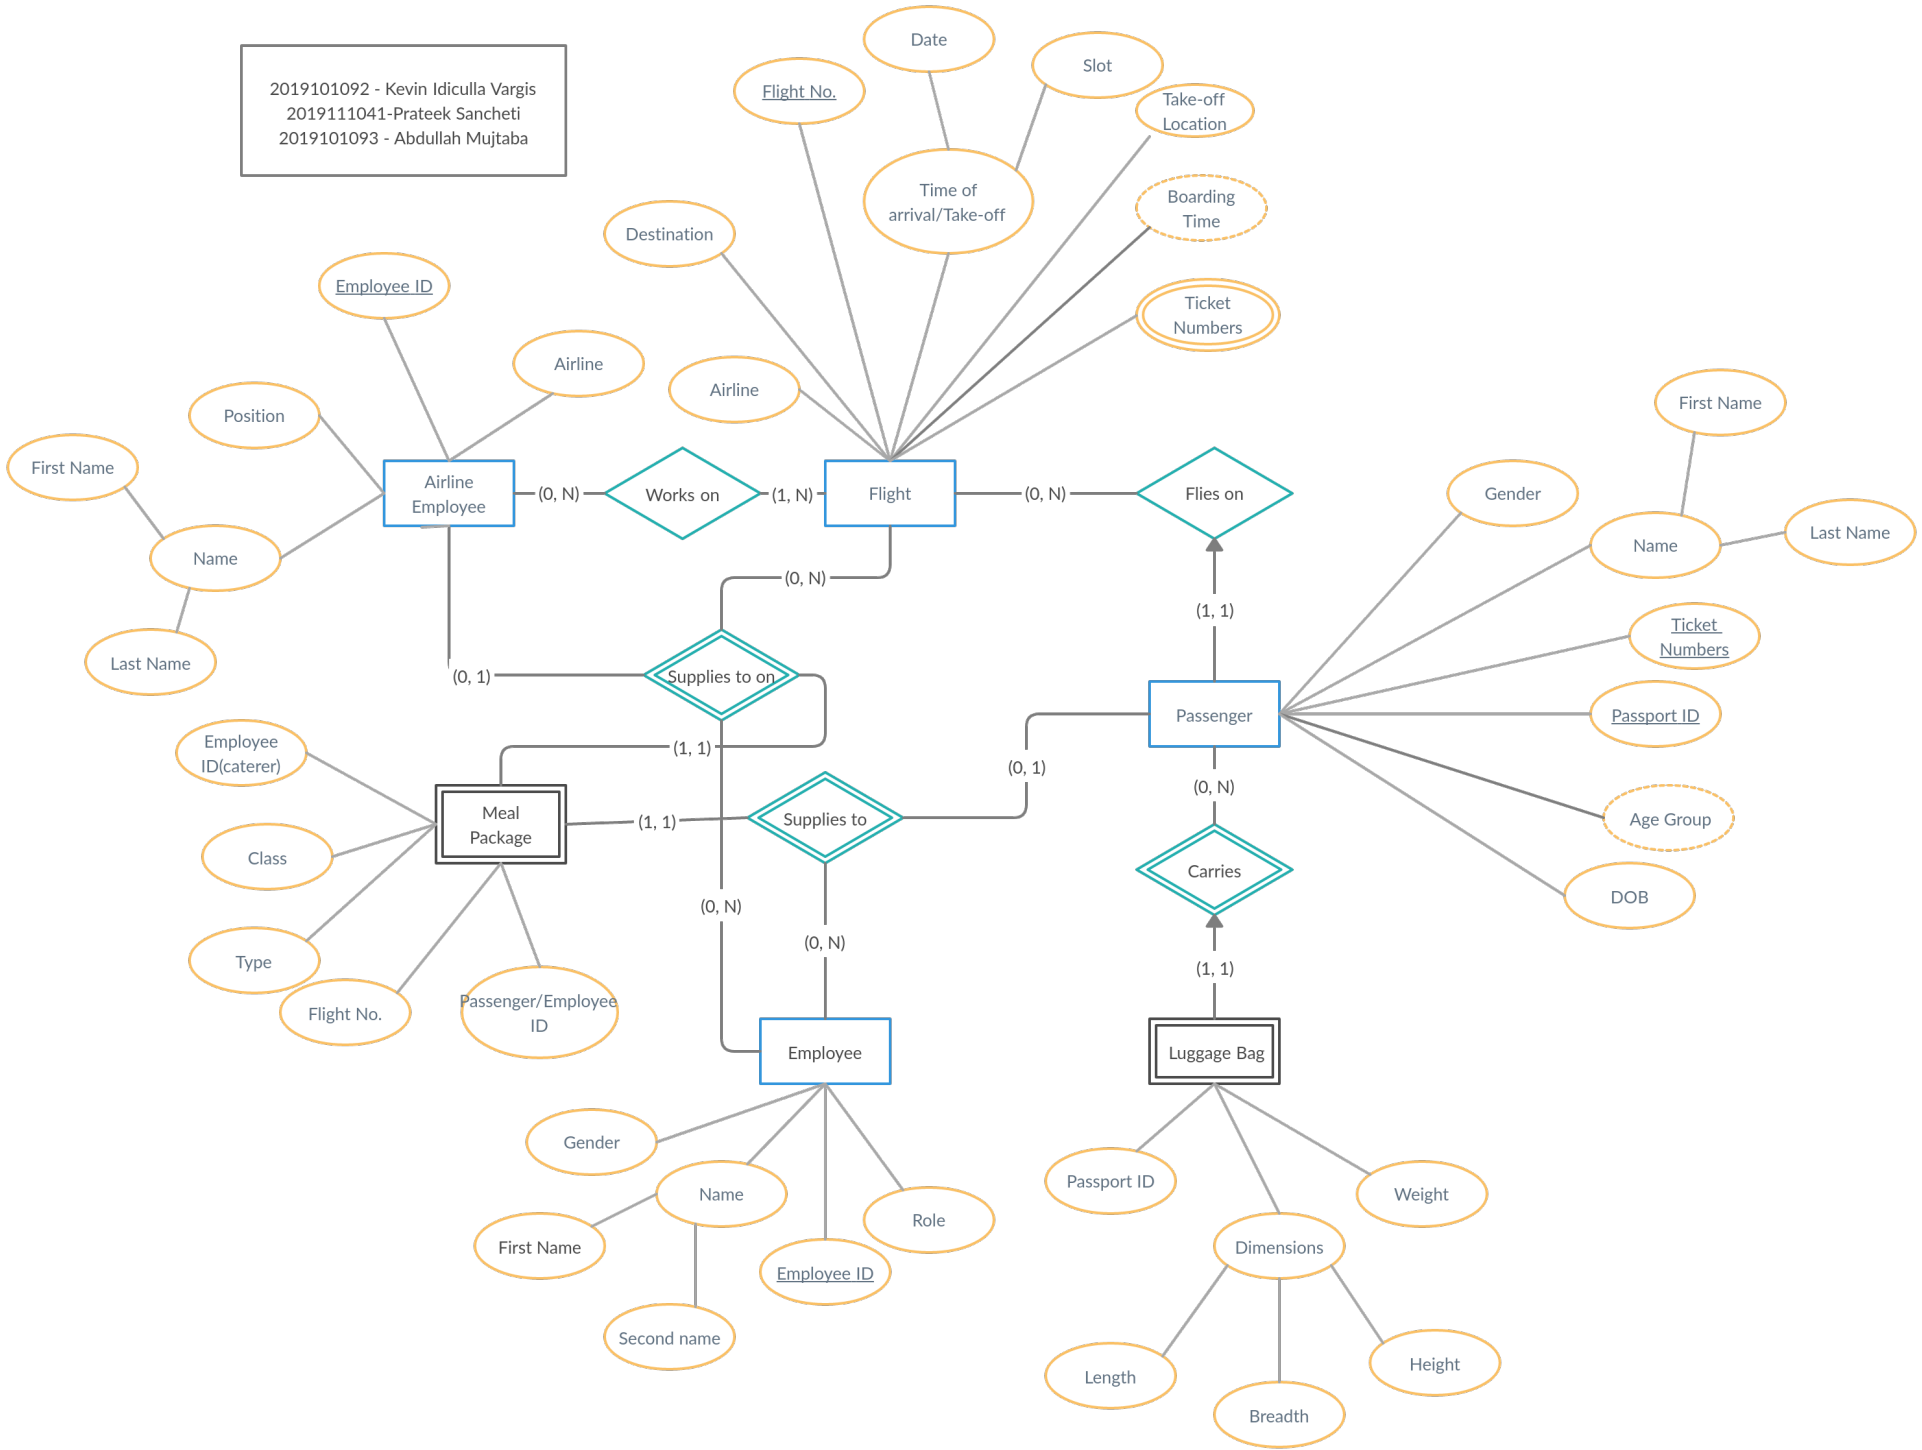 2019101092 - Kevin Idiculla Vargis
2019111041-Prateek Sancheti
2019101093 - Abdullah Mujtaba
Date
Slot
Flight No.
Take-off
Location
Time of
arrival/Take-off
Boarding
Time
Destination
Ticket
Numbers
Employee ID
Airline
Airline
Position
First Name
Name
Last Name
Airline
Employee
(0, N)
Works on
(1, N)
Flight
(0, N)
Flies on
First Name
Gender
Name
Last Name
(0, N)
(1, 1)
Ticket
Numbers
(0, 1)
Supplies to on
Passenger
Passport ID
Employee
ID(caterer)
(1, 1)
(0, 1)
(0, N)
Age Group
Meal
Package
(1, 1)
Supplies to
Class
Carries
DOB
(0, N)
(0, N)
Type
Flight No.
Passenger/Employee
ID
(1, 1)
Employee
Luggage Bag
Gender
Name
Role
First Name
Employee ID
Second name
Passport ID
Weight
Dimensions
Length
Height
Breadth